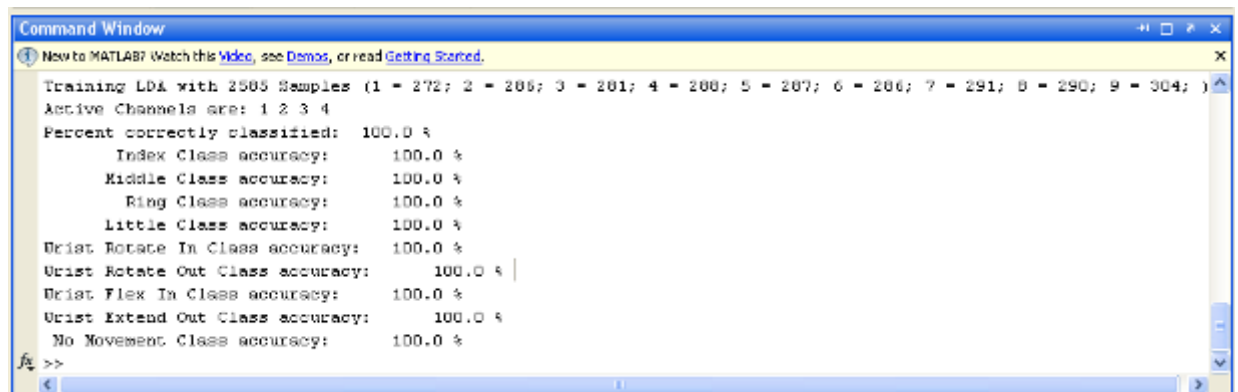 Command Window
New to MATLAB? Watch this Video, see Demos, or read Getting Started.
Training LDA with 2585 Samples (1 = 272; 2 = 286; 3 = 281; 4 = 288; 5 = 287; 6 = 286; 7 = 291; 8 = 290; 9 = 304; )
Active Channels are: 1 2 3 4
Percent correctly classified: 100.0 %
Index Class accuracy: 100.0 %
Middle Class accuracy: 100.0 %
Ring Class accuracy: 100.0 %
Little Class accuracy: 100.0 %
Wrist Rotate In Class accuracy: 100.0 %
Wrist Rotate Out Class accuracy: 100.0 %
Wrist Flex In Class accuracy: 100.0 %
Wrist Extend Out Class accuracy: 100.0 %
No Movement Class accuracy: 100.0 %
fx >>